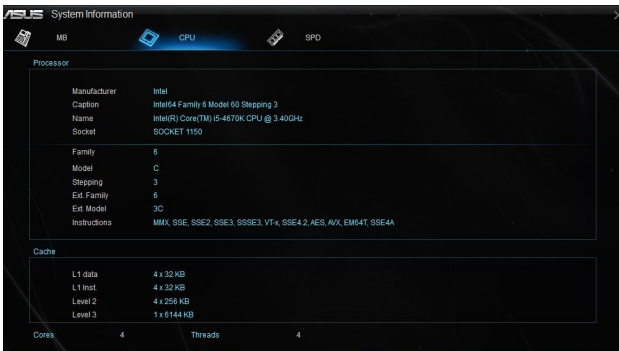 ASUS System Information
MB CPU SPD
Processor
Manufacturer Intel
Caption Intel64 Family 6 Model 60 Stepping 3
Name Intel(R) Core(TM) i5-4670K CPU @ 3.40GHz
Socket SOCKET 1150
Family 6
Model C
Stepping 3
Ext. Family 6
Ext. Model 3C
Instructions MMX, SSE, SSE2, SSE3, SSSE3, VT-x, SSE4.2, AES, AVX, EM64T, SSE4A
Cache
L1 data 4 x 32 KB
L1 Inst. 4 x 32 KB
Level 2 4 x 256 KB
Level 3 1 x 6144 KB
Cores 4 Threads 4